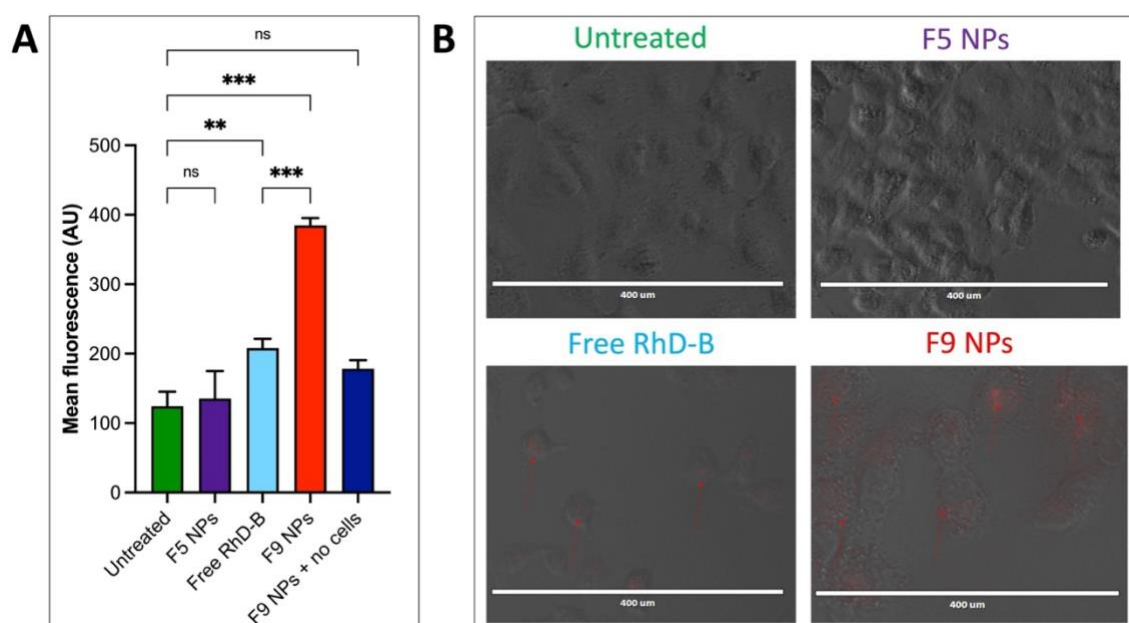 A
ns
***
**
ns
***
500
400
300
200
100
0
Mean fluorescence (AU)
Untreated
F5 NPs
Free RhD-B
F9 NPs
F9 NPs + no cells
B
Untreated
F5 NPs
400 um
400 um
Free RhD-B
F9 NPs
400 um
400 um